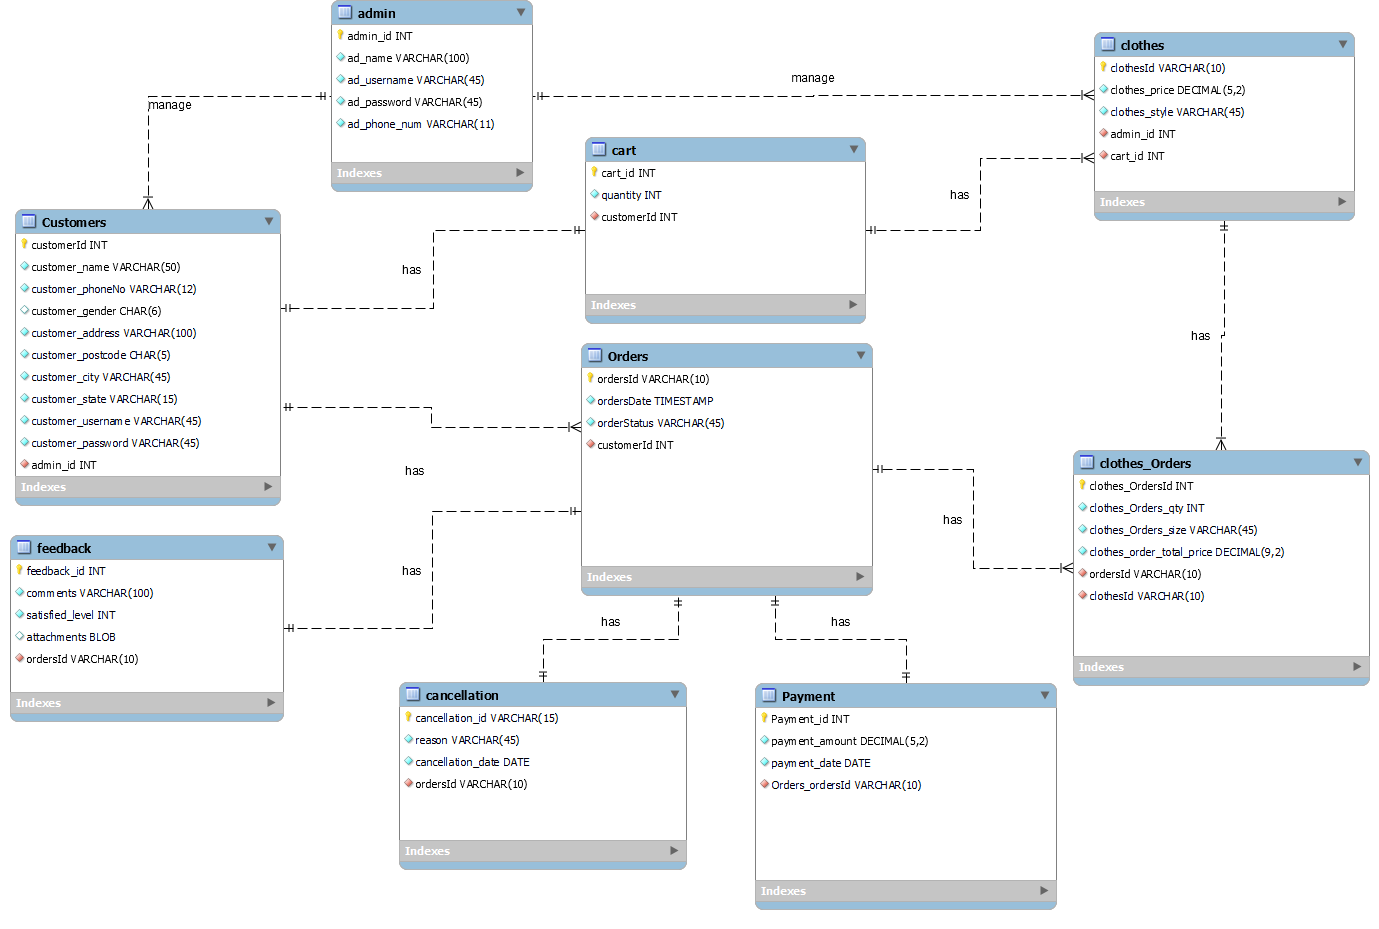 admin
admin_id INT
ad_name VARCHAR(100)
ad_username VARCHAR(45)
ad_password VARCHAR(45)
ad_phone_num VARCHAR(11)
Indexes
manage
manage
clothes
clothesId VARCHAR(10)
clothes_price DECIMAL(5,2)
clothes_style VARCHAR(45)
admin_id INT
cart_id INT
Indexes
cart
cart_id INT
quantity INT
customerId INT
Indexes
has
has
has
Customers
customerId INT
customer_name VARCHAR(50)
customer_phoneNo VARCHAR(12)
customer_gender CHAR(6)
customer_address VARCHAR(100)
customer_postcode CHAR(5)
customer_city VARCHAR(45)
customer_state VARCHAR(15)
customer_username VARCHAR(45)
customer_password VARCHAR(45)
admin_id INT
Indexes
Orders
ordersId VARCHAR(10)
ordersDate TIMESTAMP
orderStatus VARCHAR(45)
customerId INT
Indexes
has
has
has
clothes_Orders
clothes_OrdersId INT
clothes_Orders_qty INT
clothes_Orders_size VARCHAR(45)
clothes_order_total_price DECIMAL(9,2)
ordersId VARCHAR(10)
clothesId VARCHAR(10)
Indexes
feedback
feedback_id INT
comments VARCHAR(100)
satisfied_level INT
attachments BLOB
ordersId VARCHAR(10)
Indexes
has
has
cancellation
cancellation_id VARCHAR(15)
reason VARCHAR(45)
cancellation_date DATE
ordersId VARCHAR(10)
Indexes
Payment
Payment_id INT
payment_amount DECIMAL(5,2)
payment_date DATE
Orders_ordersId VARCHAR(10)
Indexes